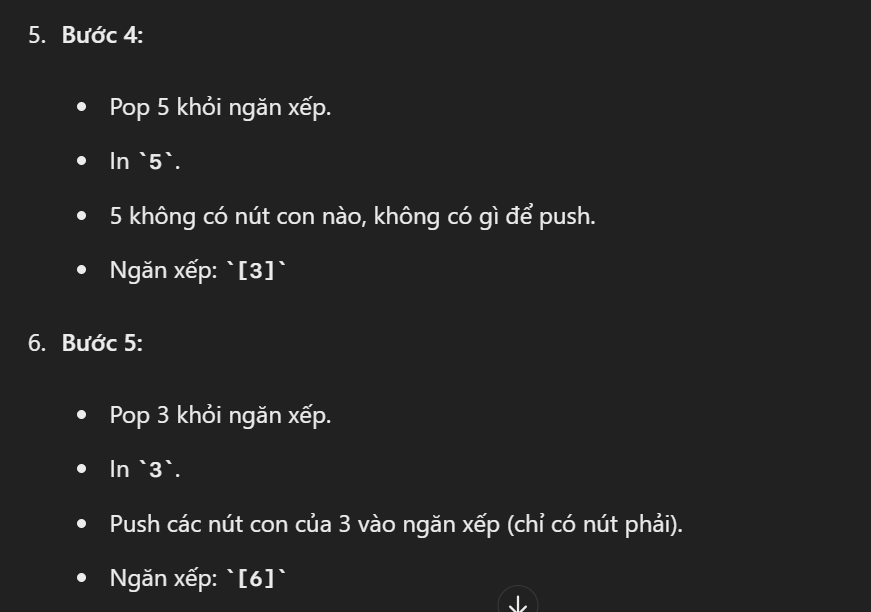 5. Bước 4:
• Pop 5 khỏi ngăn xếp.
• In `5`.
• 5 không có nút con nào, không có gì để push.
• Ngăn xếp: `[3]`
6. Bước 5:
• Pop 3 khỏi ngăn xếp.
• In `3`.
• Push các nút con của 3 vào ngăn xếp (chỉ có nút phải).
• Ngăn xếp: `[6]`